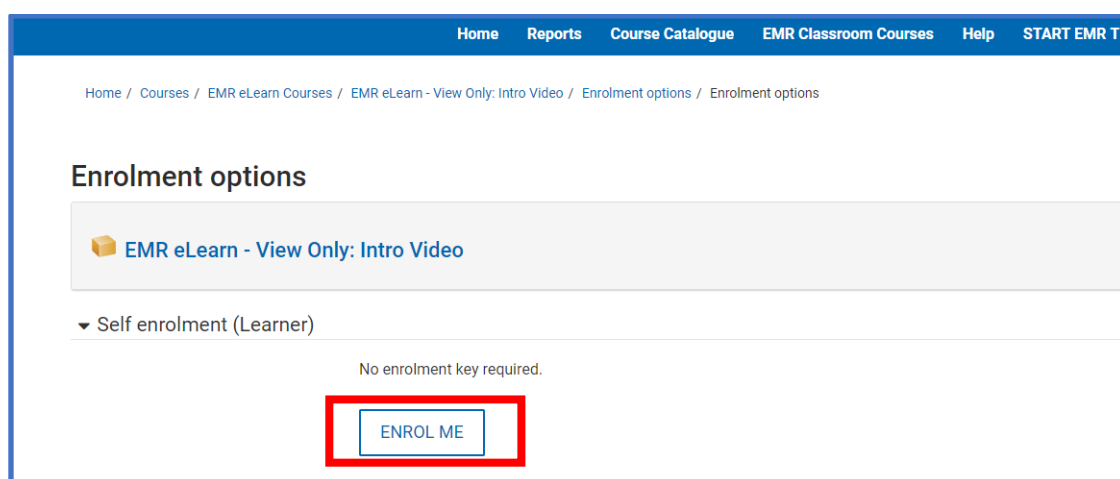 Home Reports Course Catalogue EMR Classroom Courses Help START EMR T
Home / Courses / EMR eLearn Courses / EMR eLearn - View Only: Intro Video / Enrolment options / Enrolment options
Enrolment options
EMR eLearn - View Only: Intro Video
Self enrolment (Learner)
No enrolment key required.
ENROL ME